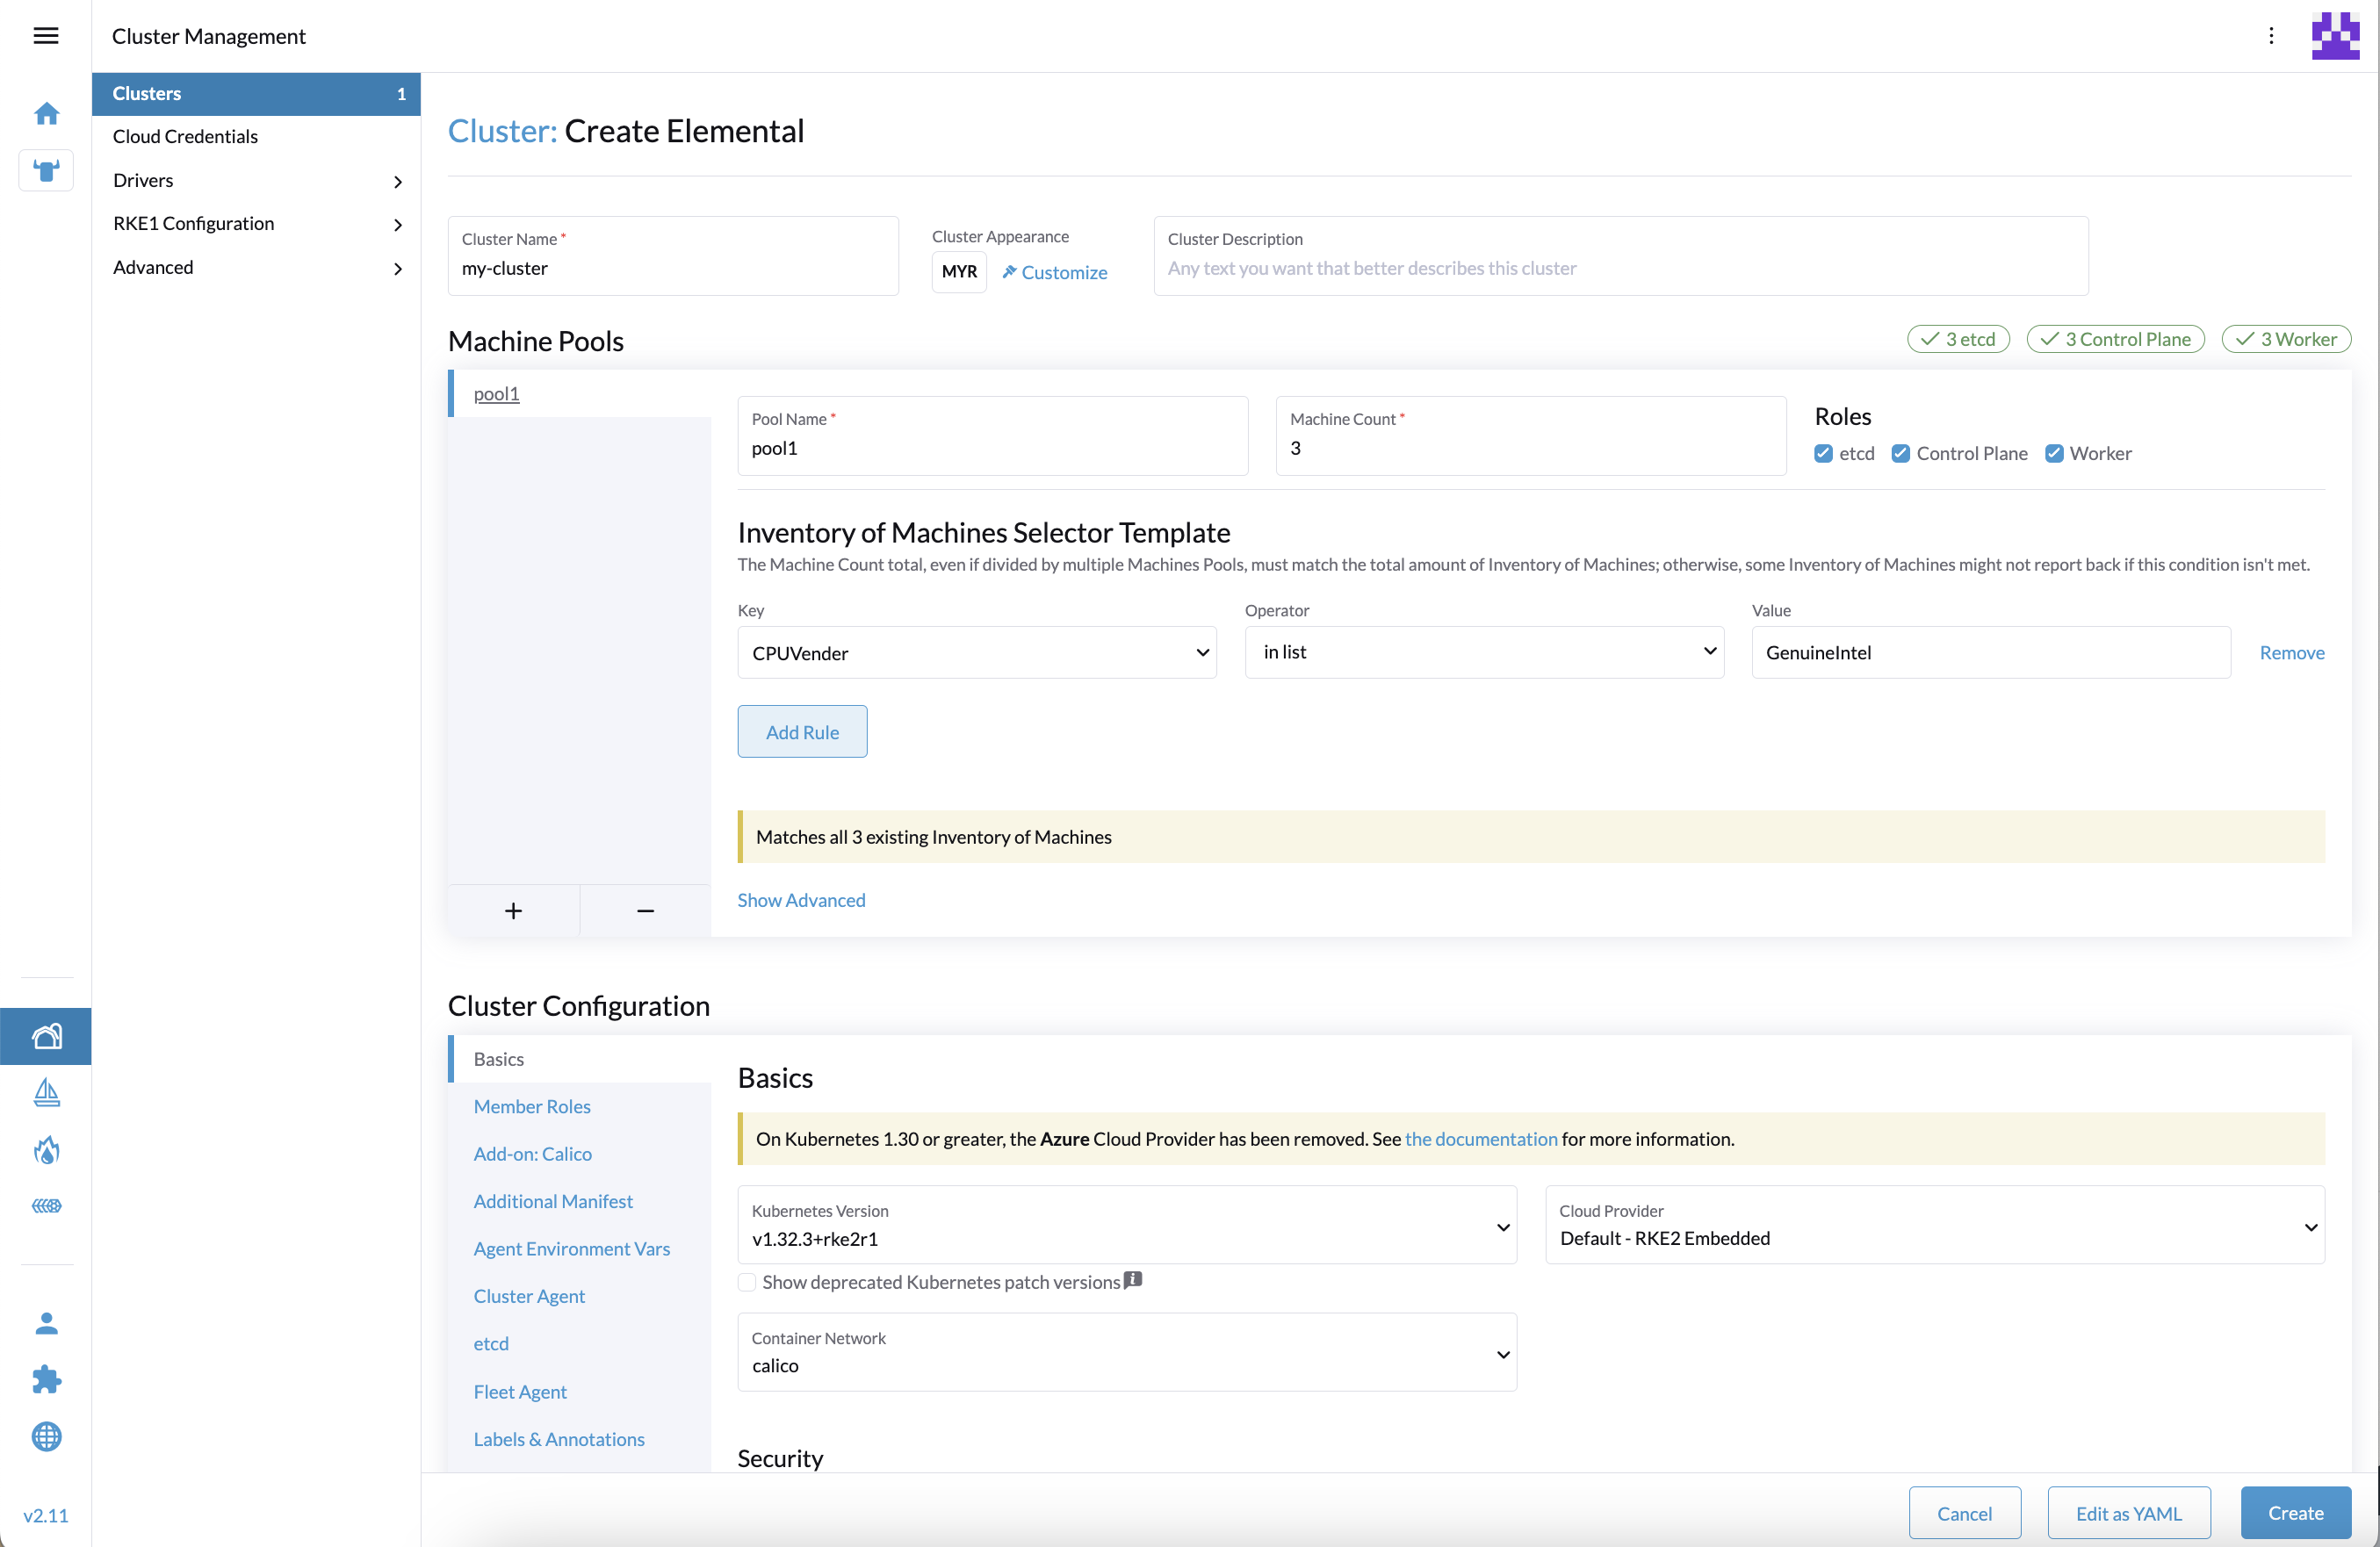 Cluster Management
Clusters 1
Cloud Credentials
Drivers
RKE1 Configuration
Advanced
v2.11
Cluster: Create Elemental
Cluster Name *
my-cluster
Cluster Appearance
MYR Customize
Cluster Description
Any text you want that better describes this cluster
Machine Pools
3 etcd 3 Control Plane 3 Worker
pool1
Pool Name *
pool1
Machine Count *
3
Roles
etcd Control Plane Worker
Inventory of Machines Selector Template
The Machine Count total, even if divided by multiple Machines Pools, must match the total amount of Inventory of Machines; otherwise, some Inventory of Machines might not report back if this condition isn't met.
Key Operator Value
CPUVender in list GenuineIntel Remove
Add Rule
Matches all 3 existing Inventory of Machines
Show Advanced
+ −
Cluster Configuration
Basics
Member Roles
Add-on: Calico
Additional Manifest
Agent Environment Vars
Cluster Agent
etcd
Fleet Agent
Labels & Annotations
Basics
On Kubernetes 1.30 or greater, the Azure Cloud Provider has been removed. See the documentation for more information.
Kubernetes Version
v1.32.3+rke2r1
Cloud Provider
Default - RKE2 Embedded
Show deprecated Kubernetes patch versions
Container Network
calico
Security
Cancel Edit as YAML Create